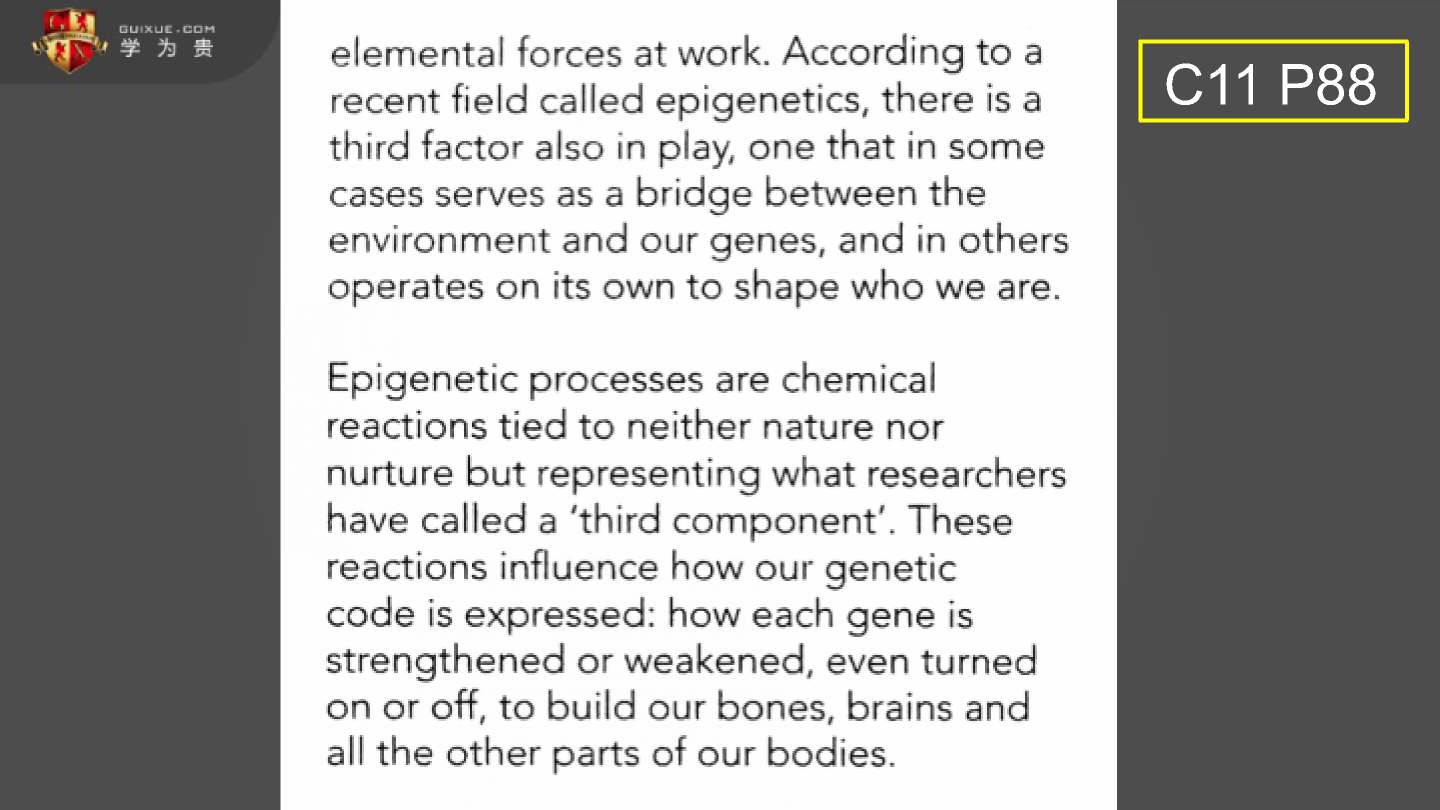 GUIXUE.COM
学为贵
C11 P88
elemental forces at work. According to a
recent field called epigenetics, there is a
third factor also in play, one that in some
cases serves as a bridge between the
environment and our genes, and in others
operates on its own to shape who we are.
Epigenetic processes are chemical
reactions tied to neither nature nor
nurture but representing what researchers
have called a ‘third component’. These
reactions influence how our genetic
code is expressed: how each gene is
strengthened or weakened, even turned
on or off, to build our bones, brains and
all the other parts of our bodies.